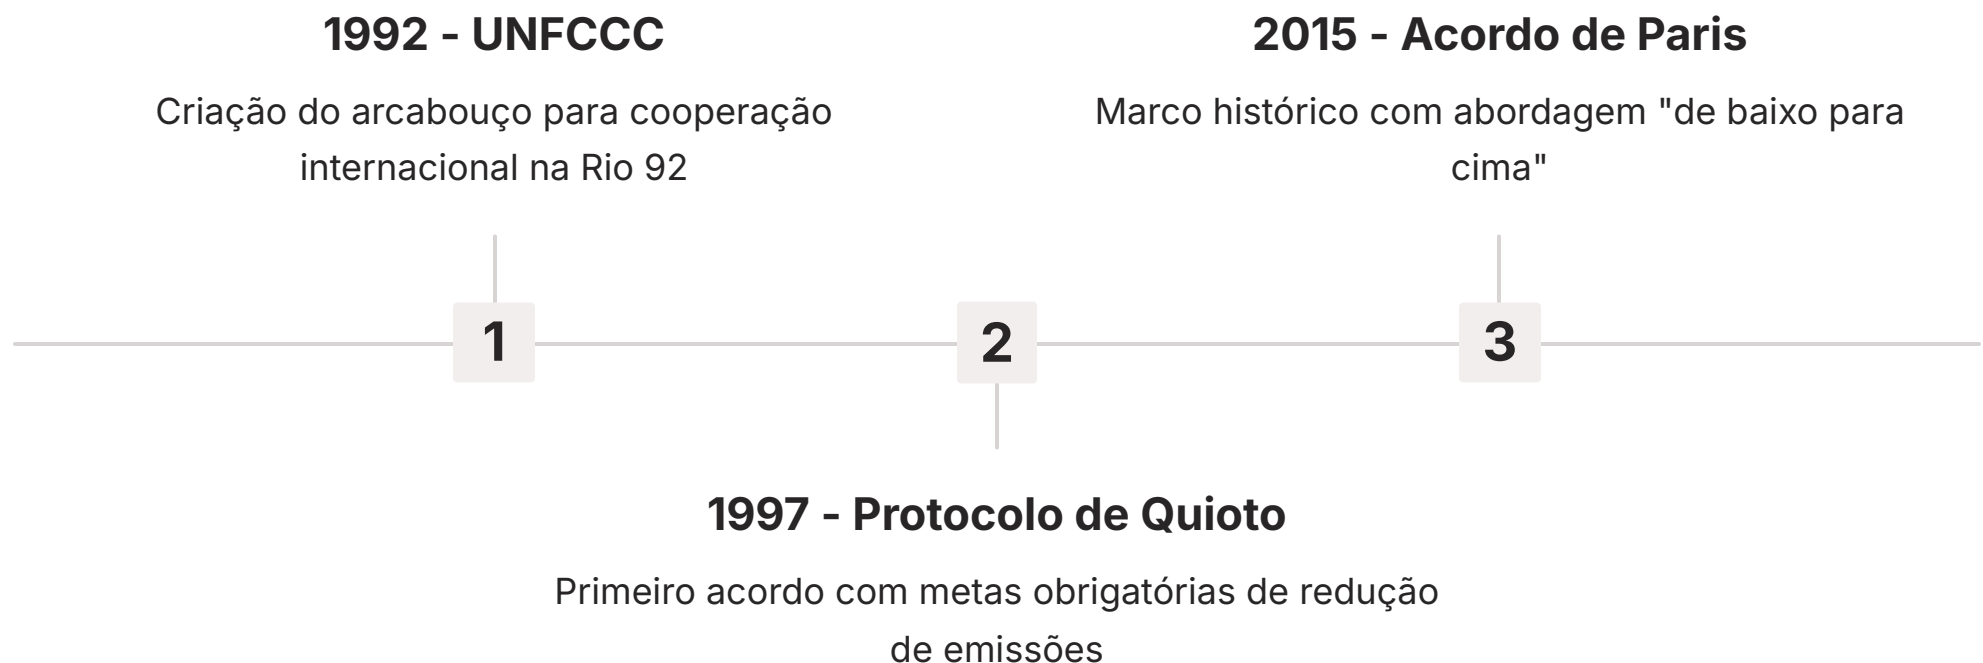 1992 - UNFCCC
Criação do arcabouço para cooperação
internacional na Rio 92
2015 - Acordo de Paris
Marco histórico com abordagem "de baixo para
cima"
1
2
3
1997 - Protocolo de Quioto
Primeiro acordo com metas obrigatórias de redução
de emissões